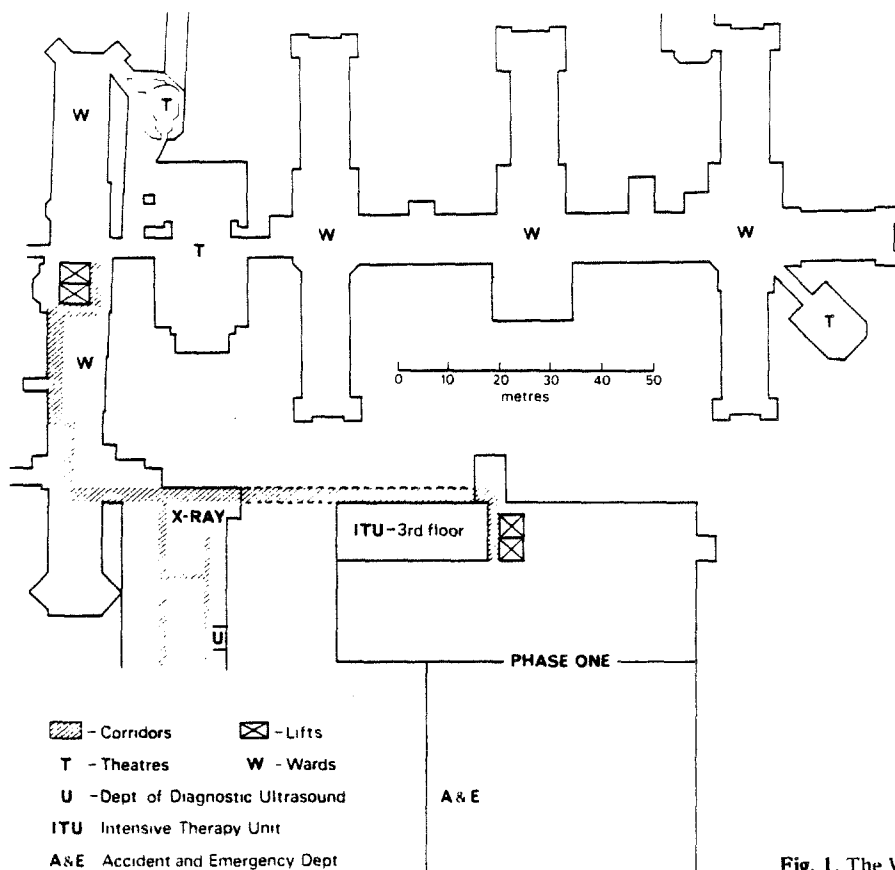 T
W
W
W
W
T
T
W
0 10 20 30 40 50
metres
X-RAY
ITU-3rd floor
U
PHASE ONE
- Corridors
- Lifts
T - Theatres
W - Wards
U - Dept of Diagnostic Ultrasound
A & E
ITU Intensive Therapy Unit
A&E Accident and Emergency Dept
Fig. 1. The